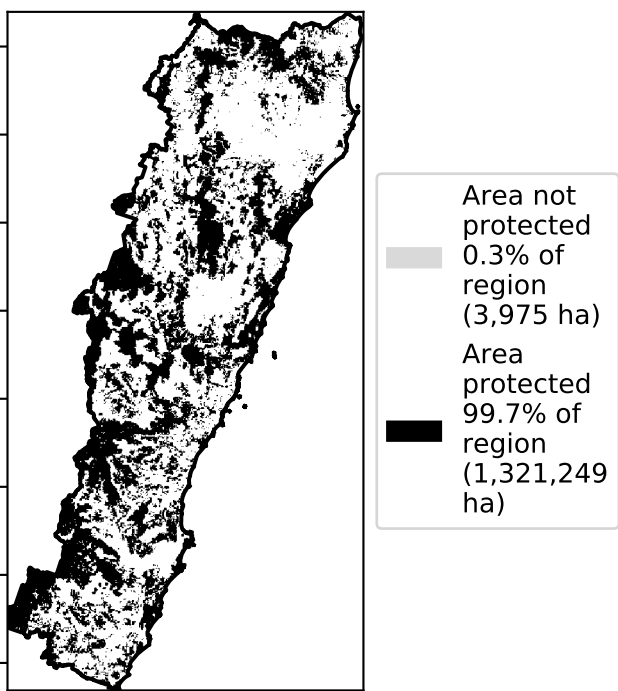 Area not
protected
0.3% of
region
(3,975 ha)
Area
protected
99.7% of
region
(1,321,249
ha)